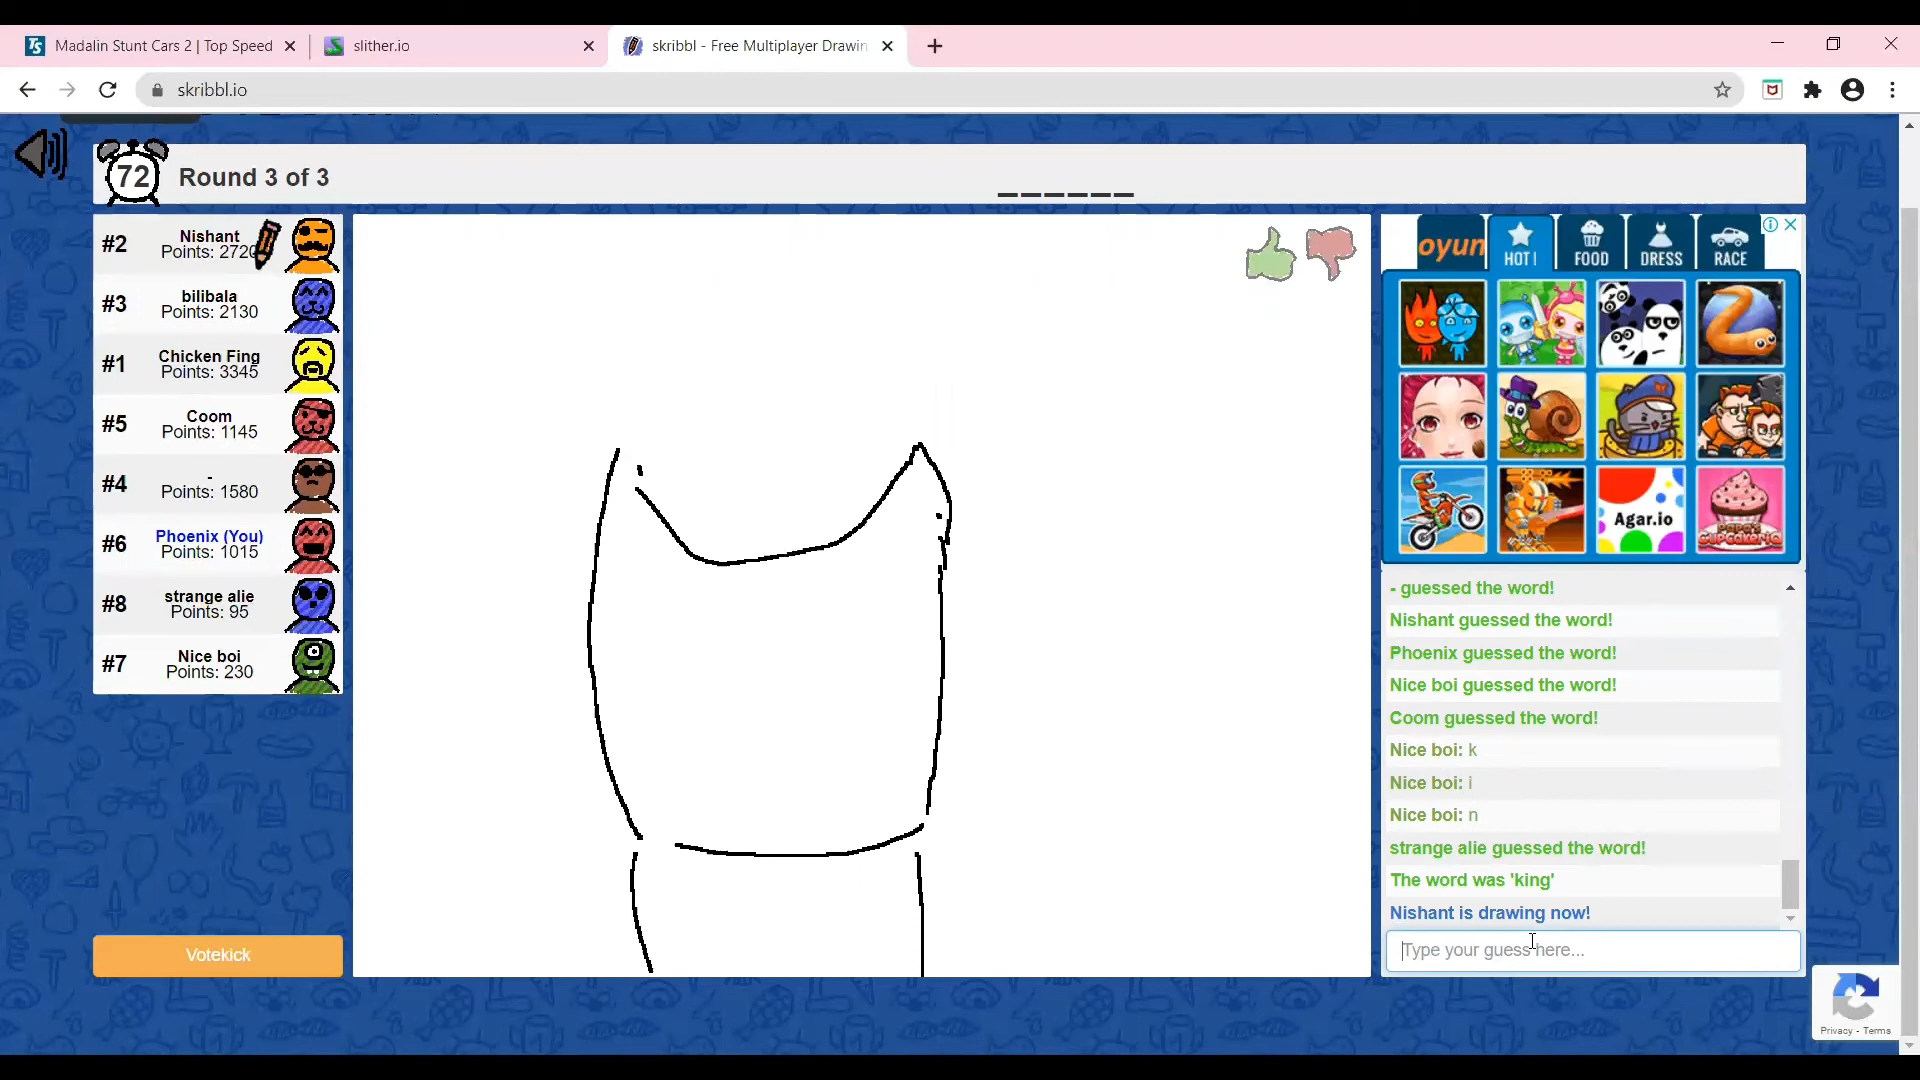 TS Madalin Stunt Cars 2 | Top Speed
slither.io
skribbl - Free Multiplayer Drawin
skribbl.io
72
Round 3 of 3
______
#2 Nishant
Points: 2720
#3 bilibala
Points: 2130
#1 Chicken Fing
Points: 3345
#5 Coom
Points: 1145
#4 -
Points: 1580
#6 Phoenix (You)
Points: 1015
#8 strange alie
Points: 95
#7 Nice boi
Points: 230
Votekick
oyun
HOT!
FOOD
DRESS
RACE
Agar.io
- guessed the word!
Nishant guessed the word!
Phoenix guessed the word!
Nice boi guessed the word!
Coom guessed the word!
Nice boi: k
Nice boi: i
Nice boi: n
strange alie guessed the word!
The word was 'king'
Nishant is drawing now!
Type your guess here...
Privacy - Terms